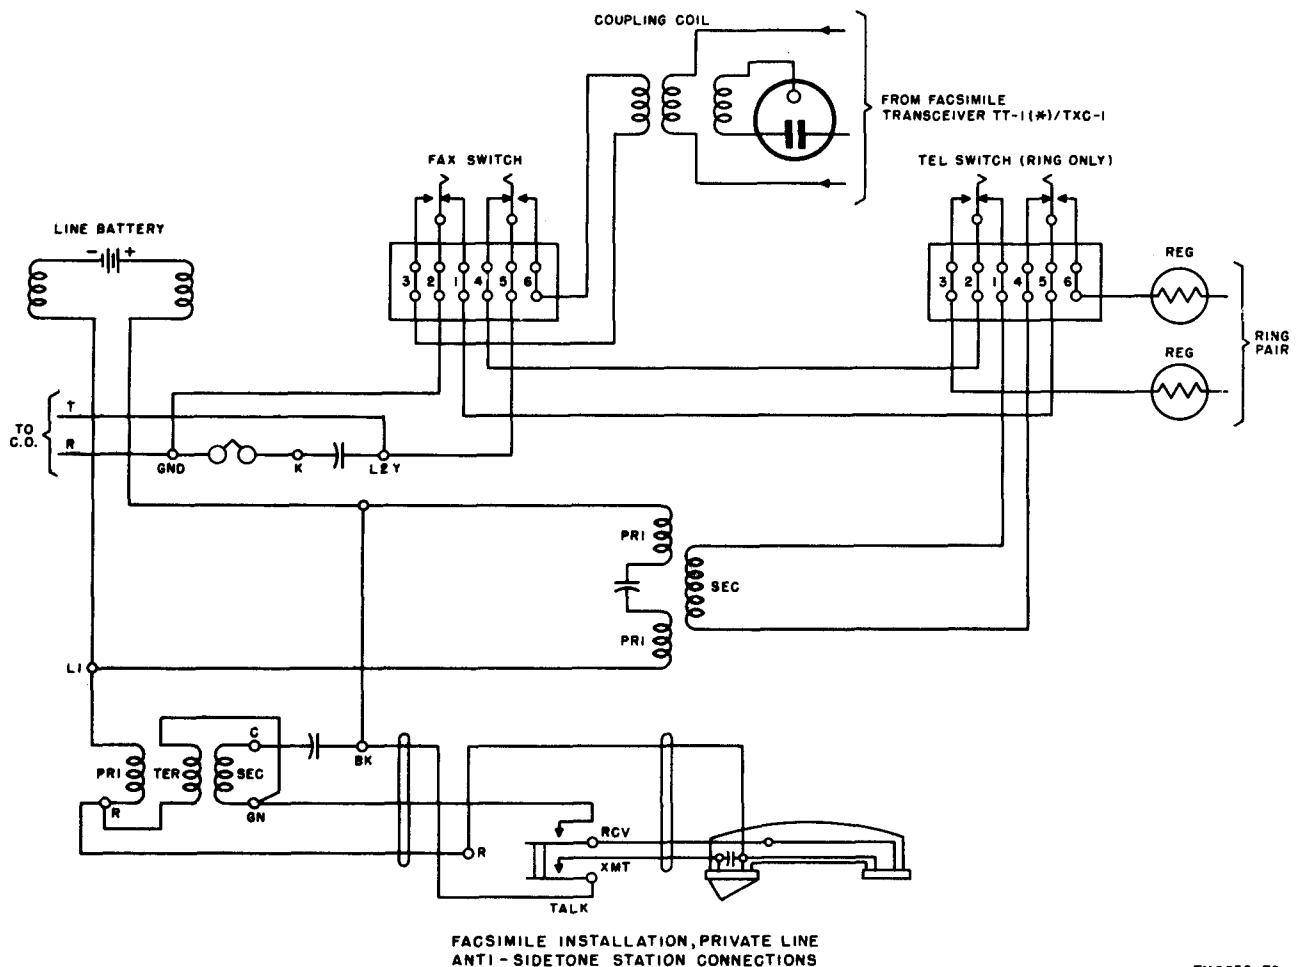 COUPLING COIL
FROM FACSIMILE
TRANSCEIVER TT-1(*)/TXC-1
FAX SWITCH
TEL SWITCH (RING ONLY)
LINE BATTERY
- +
REG
3 2 1 4 5 6
3 2 1 4 5 6
RING
PAIR
REG
T
TO
C.O.
R
GND
K
L2 Y
PRI
SEC
PRI
L1
C
PRI
TER
SEC
BK
R
GN
RCV
R
XMT
TALK
FACSIMILE INSTALLATION, PRIVATE LINE
ANTI-SIDETONE STATION CONNECTIONS